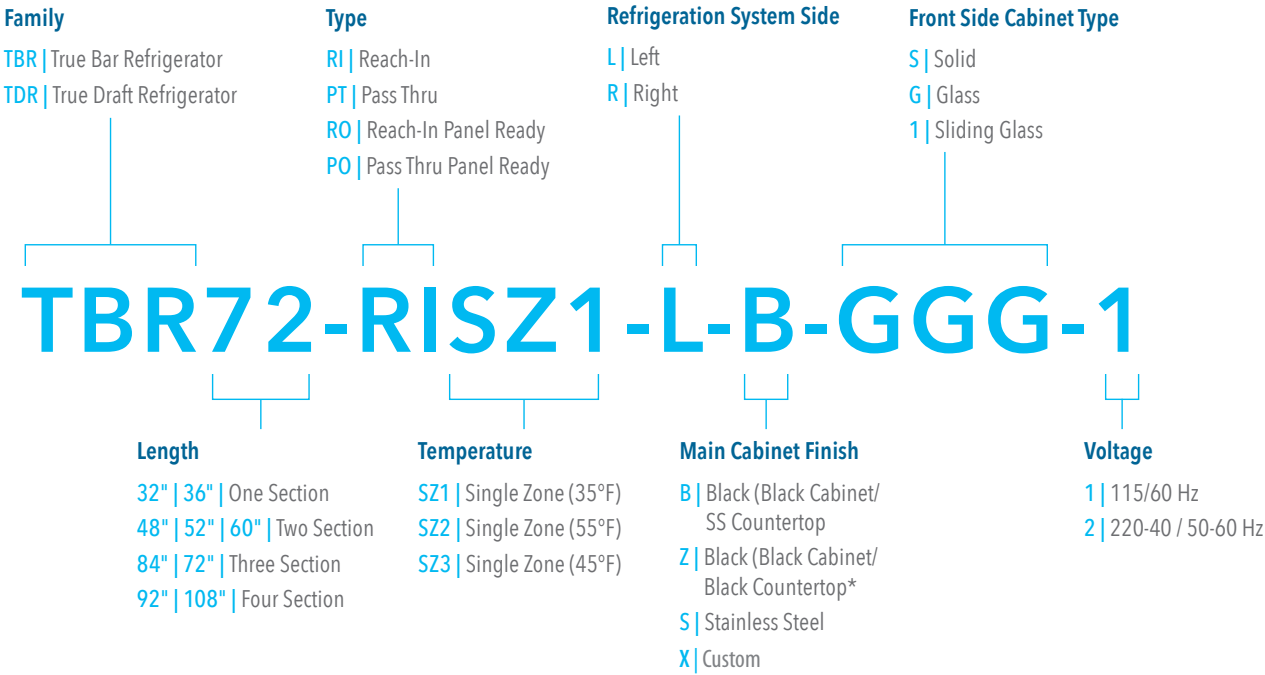 Family
TBR | True Bar Refrigerator
TDR | True Draft Refrigerator
Type
RI | Reach-In
PT | Pass Thru
RO | Reach-In Panel Ready
PO | Pass Thru Panel Ready
Refrigeration System Side
L | Left
R | Right
Front Side Cabinet Type
S | Solid
G | Glass
1 | Sliding Glass
TBR72-RISZ1-L-B-GGG-1
Length
32" | 36" | One Section
48" | 52" | 60" | Two Section
84" | 72" | Three Section
92" | 108" | Four Section
Temperature
SZ1 | Single Zone (35°F)
SZ2 | Single Zone (55°F)
SZ3 | Single Zone (45°F)
Main Cabinet Finish
B | Black (Black Cabinet/
SS Countertop
Z | Black (Black Cabinet/
Black Countertop*
S | Stainless Steel
X | Custom
Voltage
1 | 115/60 Hz
2 | 220-40 / 50-60 Hz